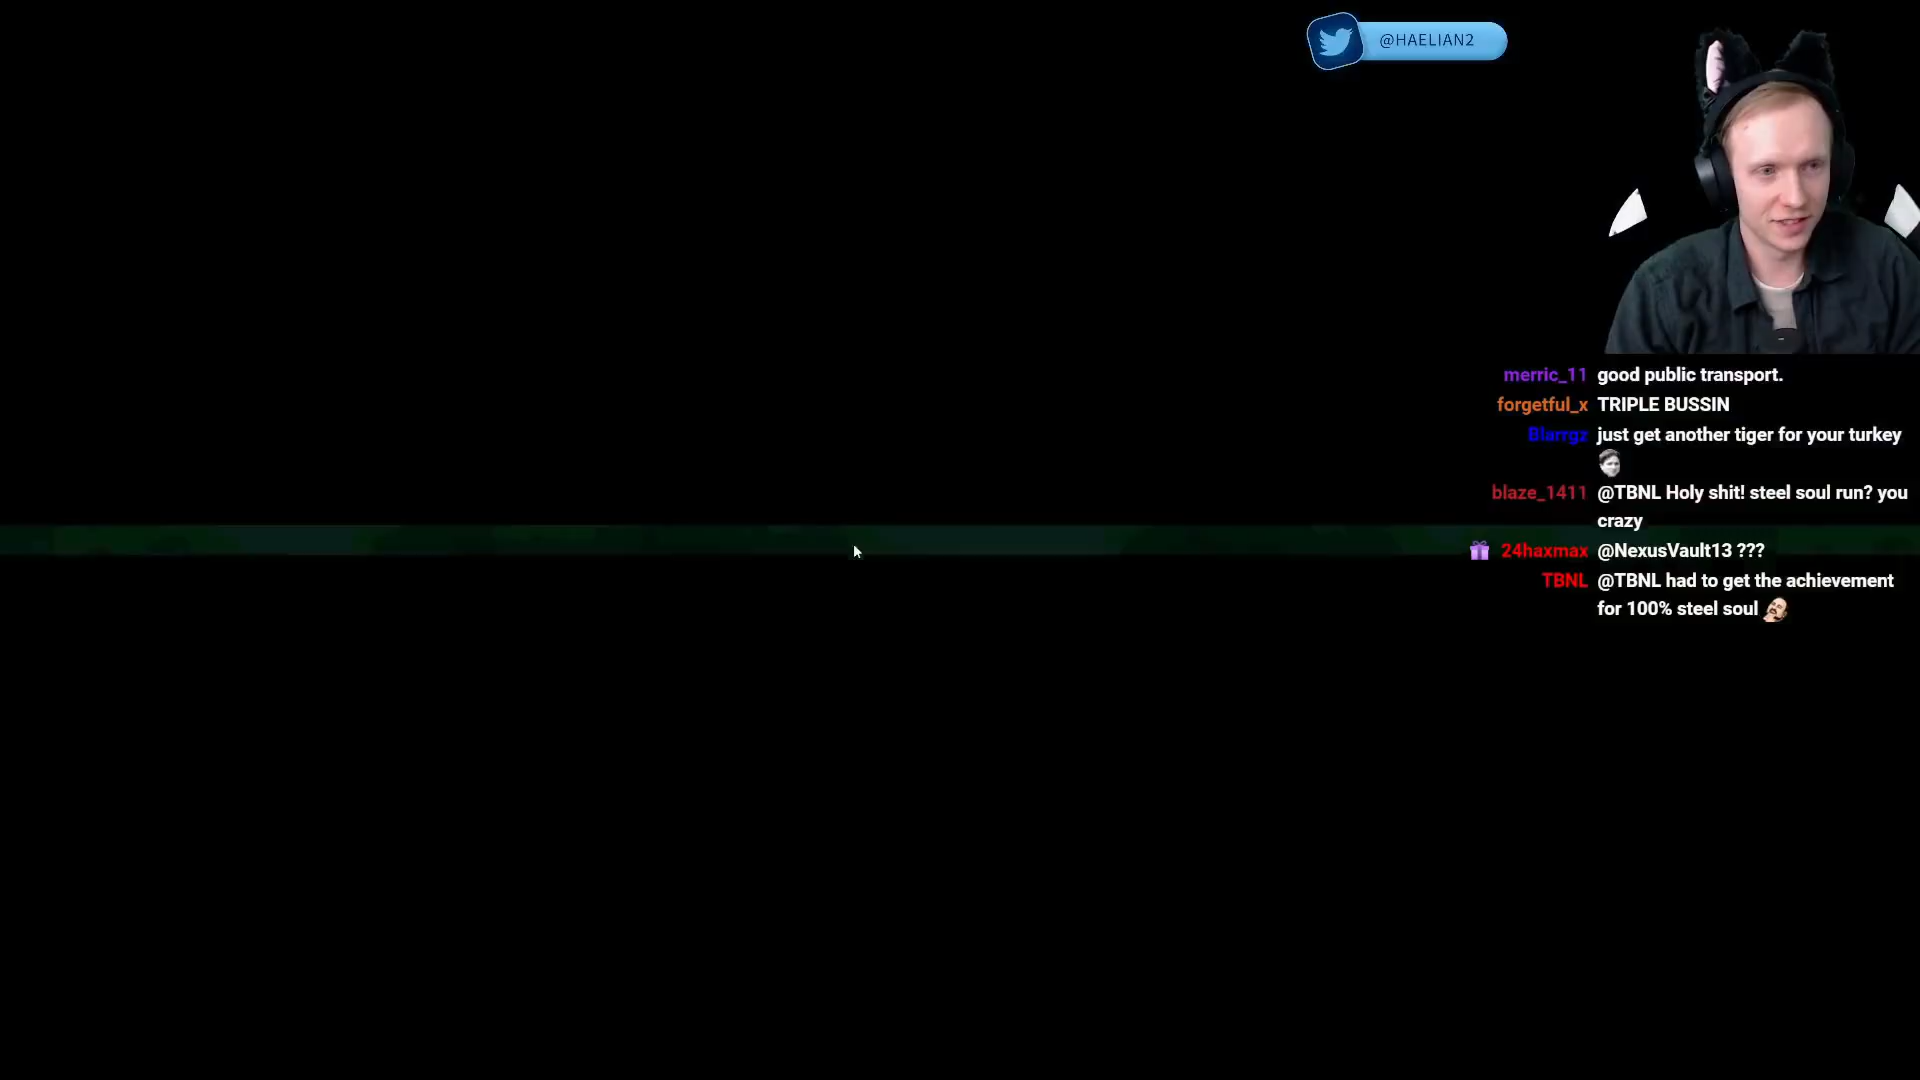 @HAELIAN2
merric_11 good public transport.
forgetful_x TRIPLE BUSSIN
Blarrgz just get another tiger for your turkey
blaze_1411 @TBNL Holy shit! steel soul run? you
crazy
24haxmax @NexusVault13 ???
TBNL @TBNL had to get the achievement
for 100% steel soul